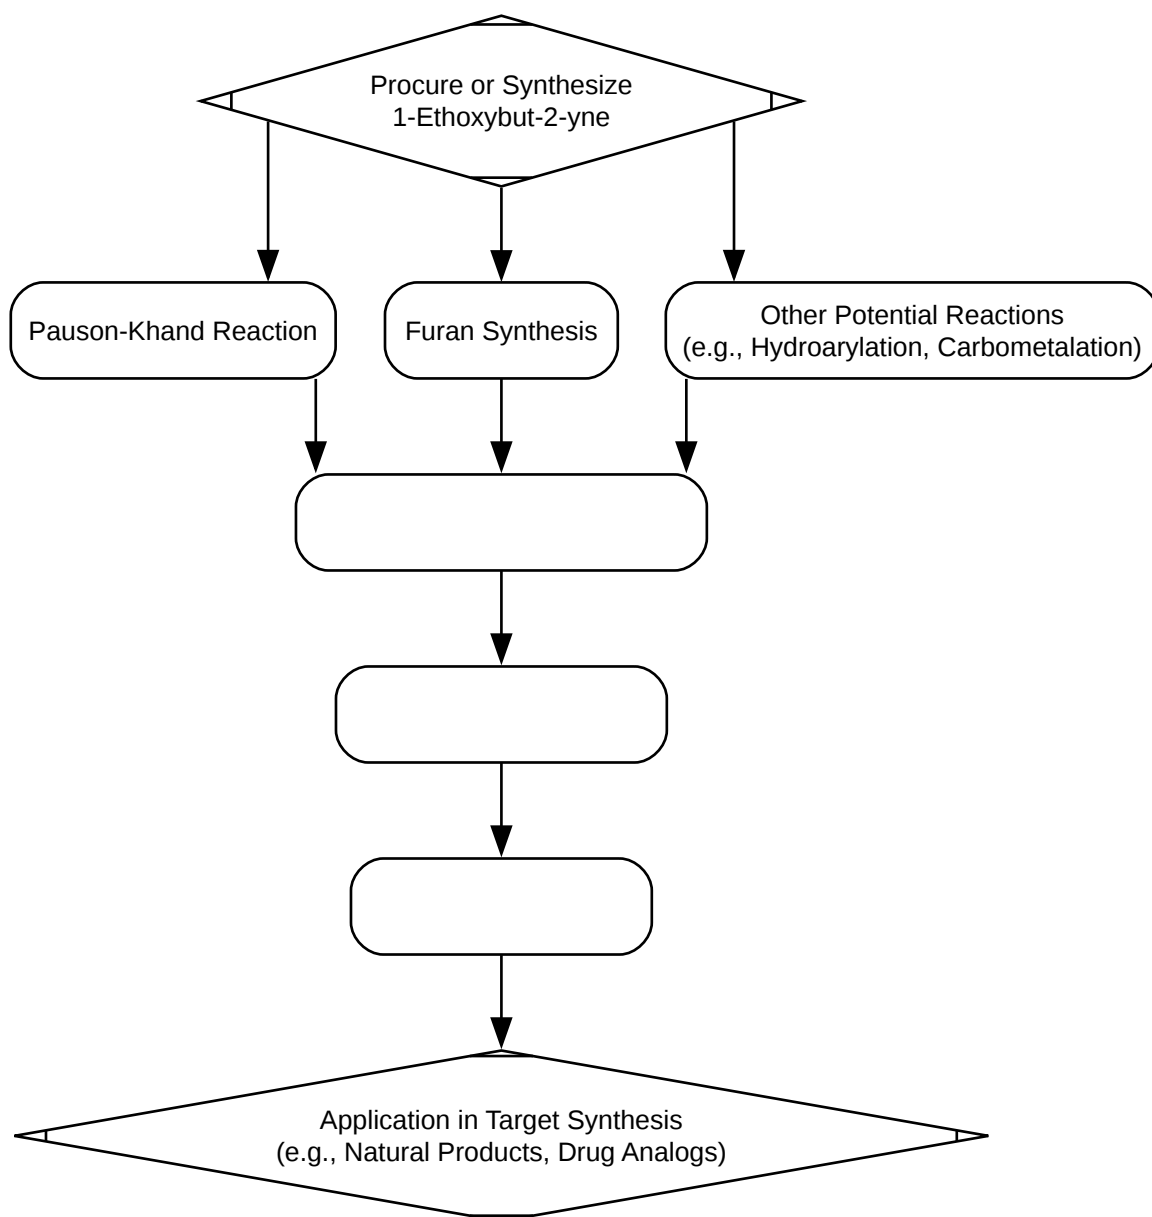 Procure or Synthesize
1-Ethoxybut-2-yne
Pauson-Khand Reaction
Furan Synthesis
Other Potential Reactions
(e.g., Hydroarylation, Carbometalation)
Application in Target Synthesis
(e.g., Natural Products, Drug Analogs)